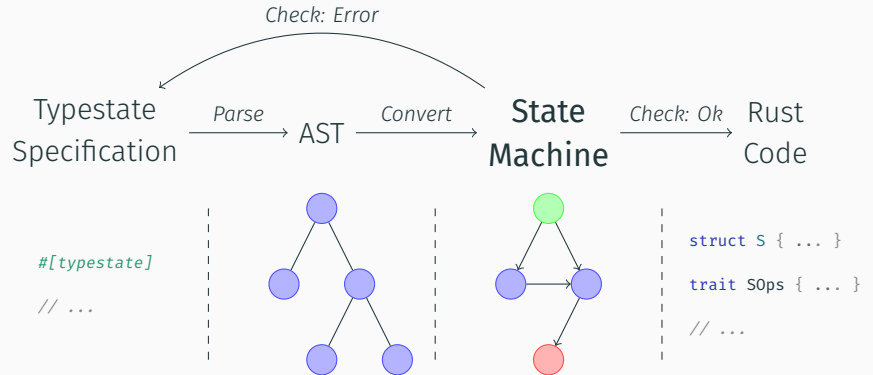 Check: Error
Typestate
Specification
Parse
AST
Convert
State
Machine
Check: Ok
Rust
Code
#[typestate]
// ...
struct S { ... }
trait SOps { ... }
// ...